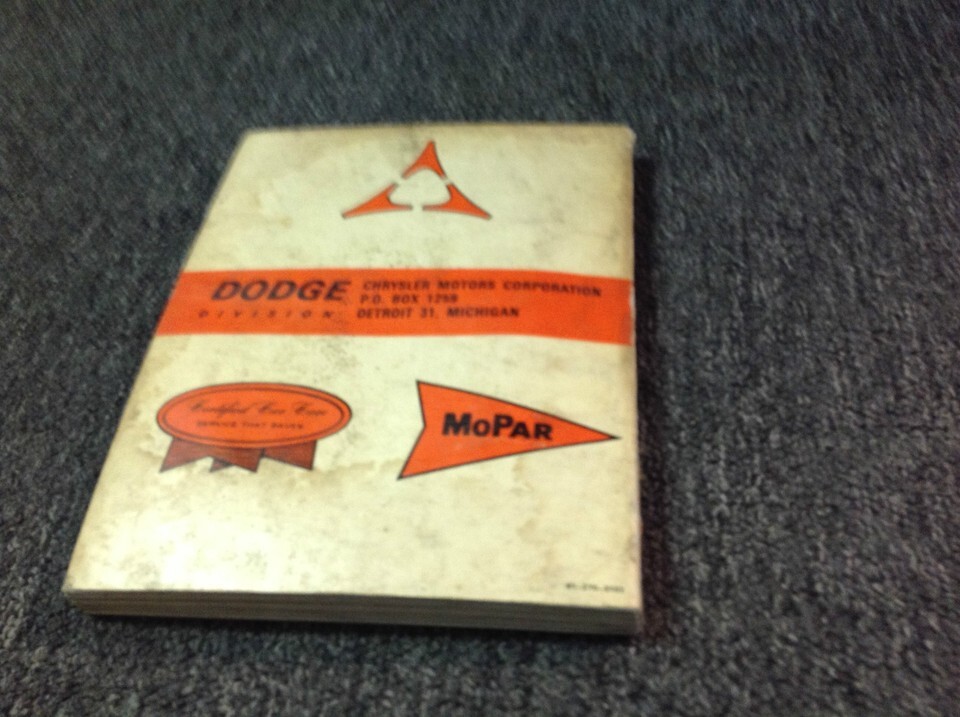 DODGE
DIVISION
CHRYSLER MOTORS CORPORATION
P.O. BOX 1259
DETROIT 31, MICHIGAN
Certified Car Care
SERVICE THAT SAVES
MOPAR